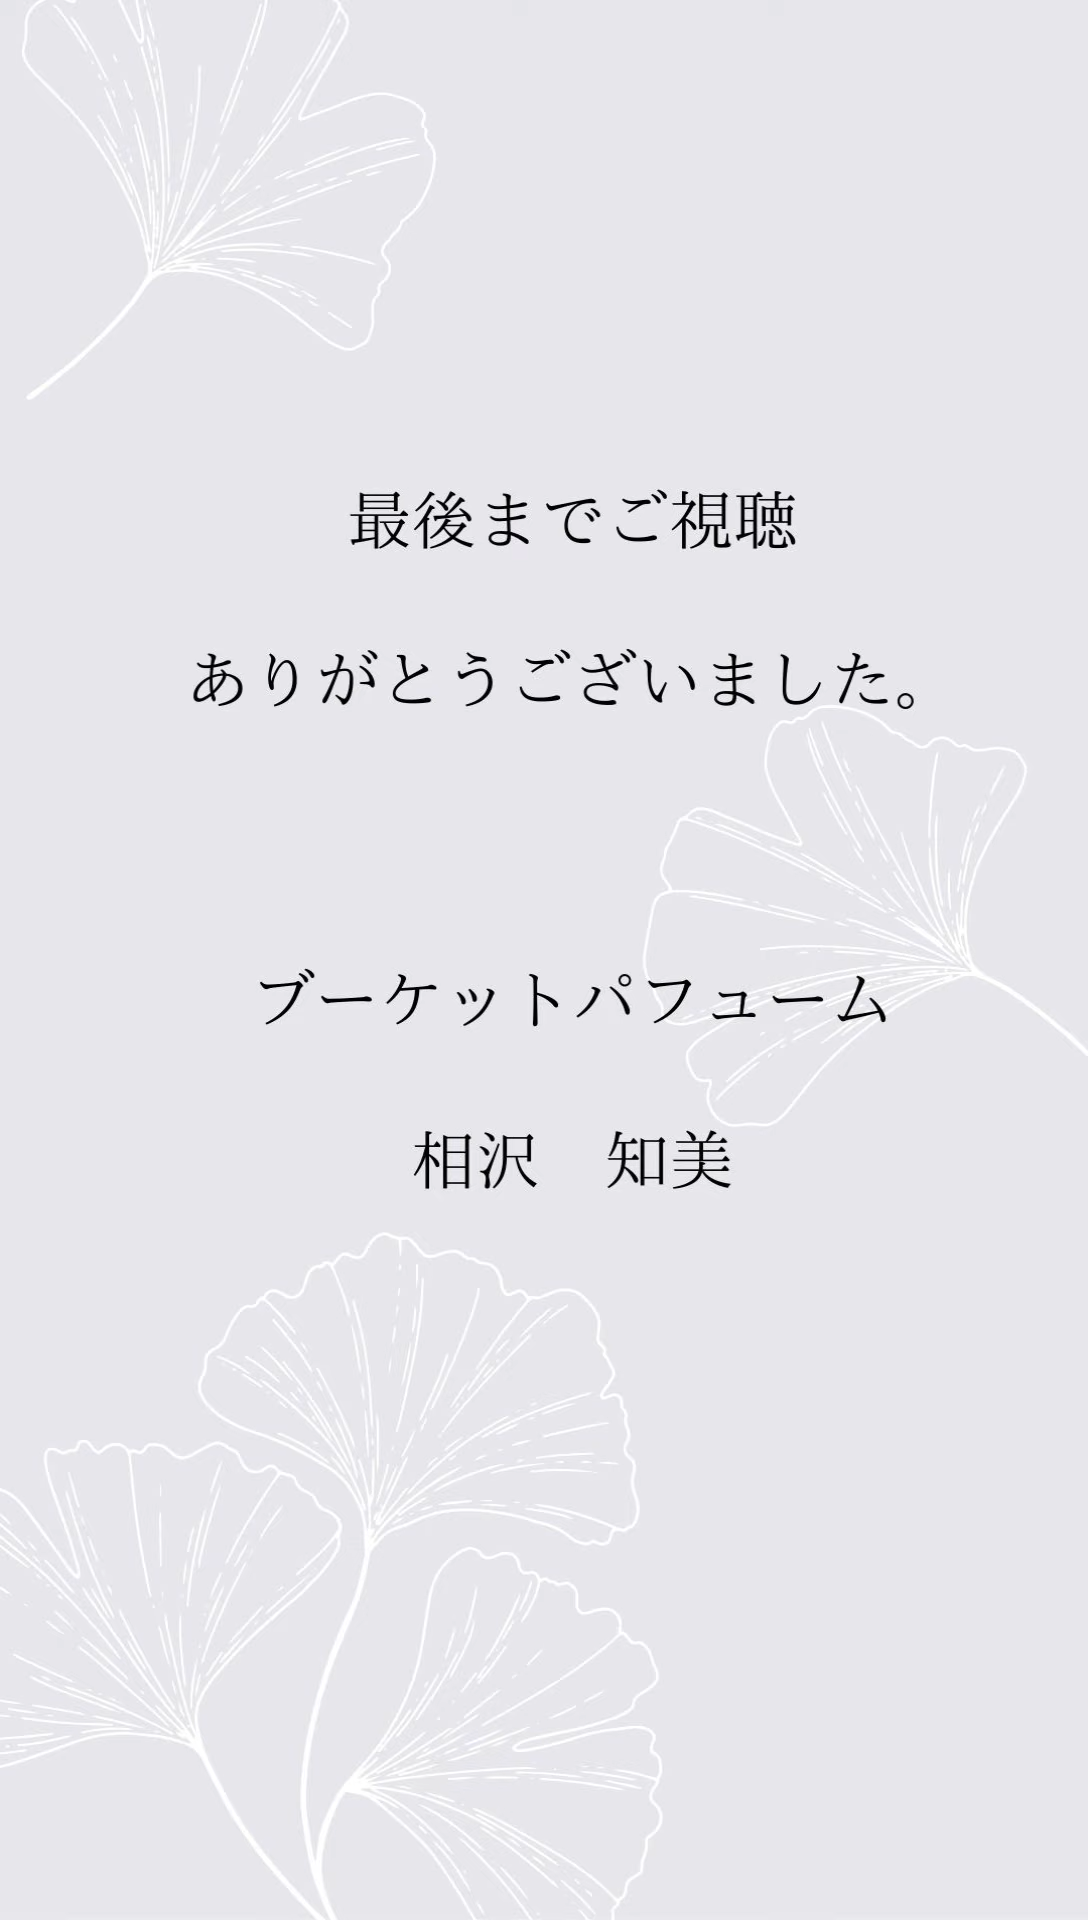 最後までご視聴
ありがとうございました。
ブーケットパフューム
相沢　知美